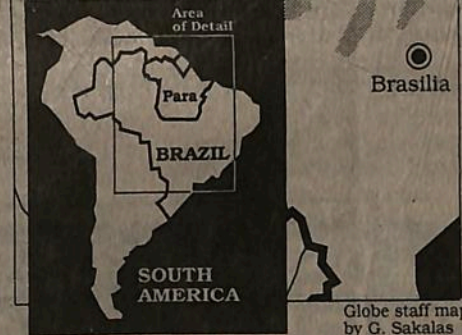 Area
of Detail
Para
BRAZIL
SOUTH
AMERICA
Brasilia
Globe staff map
by G. Sakalas